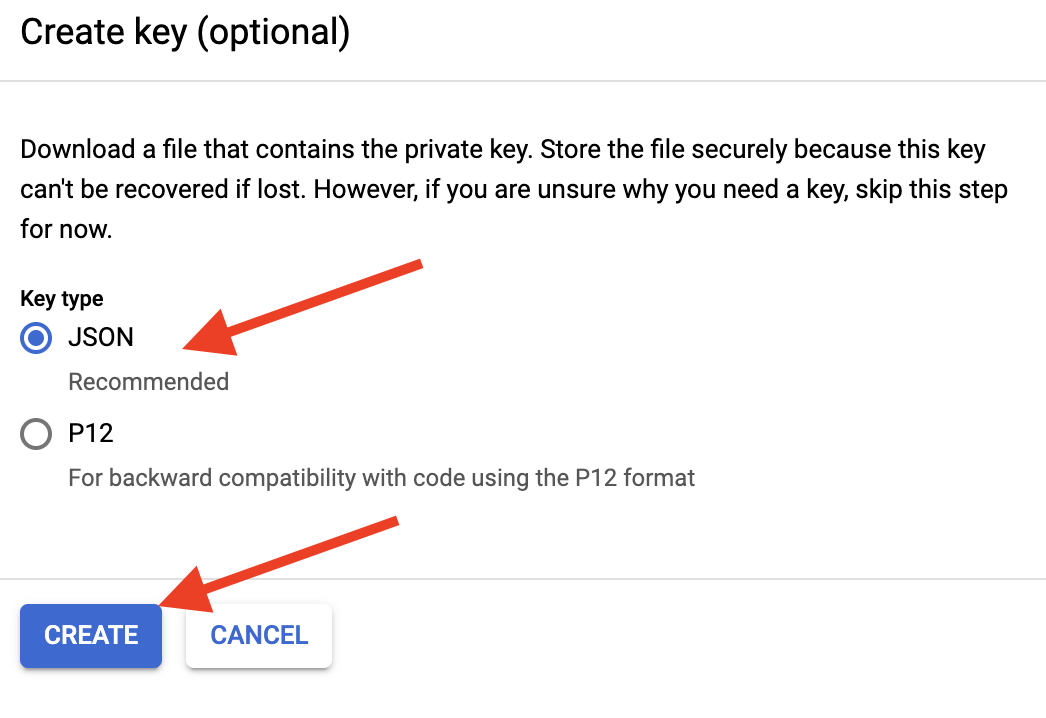 Create key (optional)
Download a file that contains the private key. Store the file securely because this key
can't be recovered if lost. However, if you are unsure why you need a key, skip this step
for now.
Key type
JSON
Recommended
P12
For backward compatibility with code using the P12 format
CREATE CANCEL